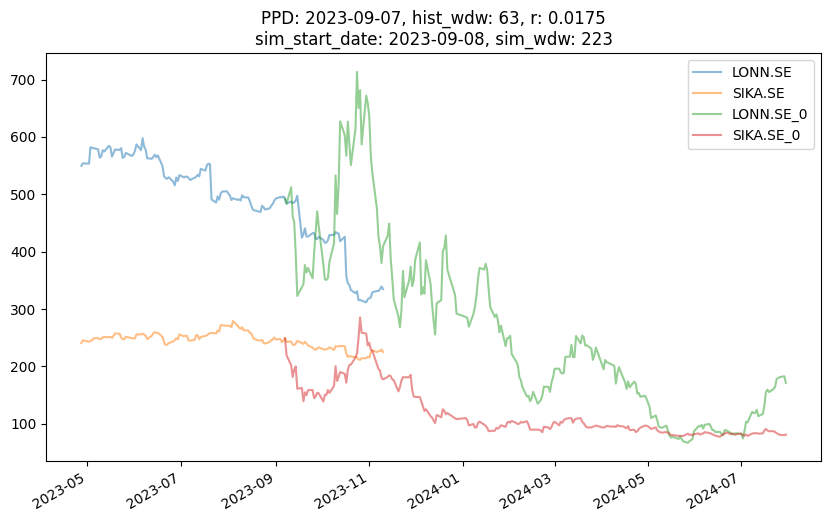 PPD: 2023-09-07, hist_wdw: 63, r: 0.0175
sim_start_date: 2023-09-08, sim_wdw: 223
LONN.SE
SIKA.SE
LONN.SE_0
SIKA.SE_0
700
600
500
400
300
200
100
2023-05
2023-07
2023-09
2023-11
2024-01
2024-03
2024-05
2024-07